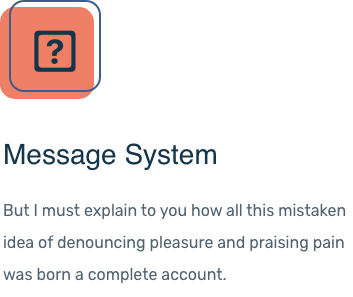 ?
Message System
But I must explain to you how all this mistaken
idea of denouncing pleasure and praising pain
was born a complete account.